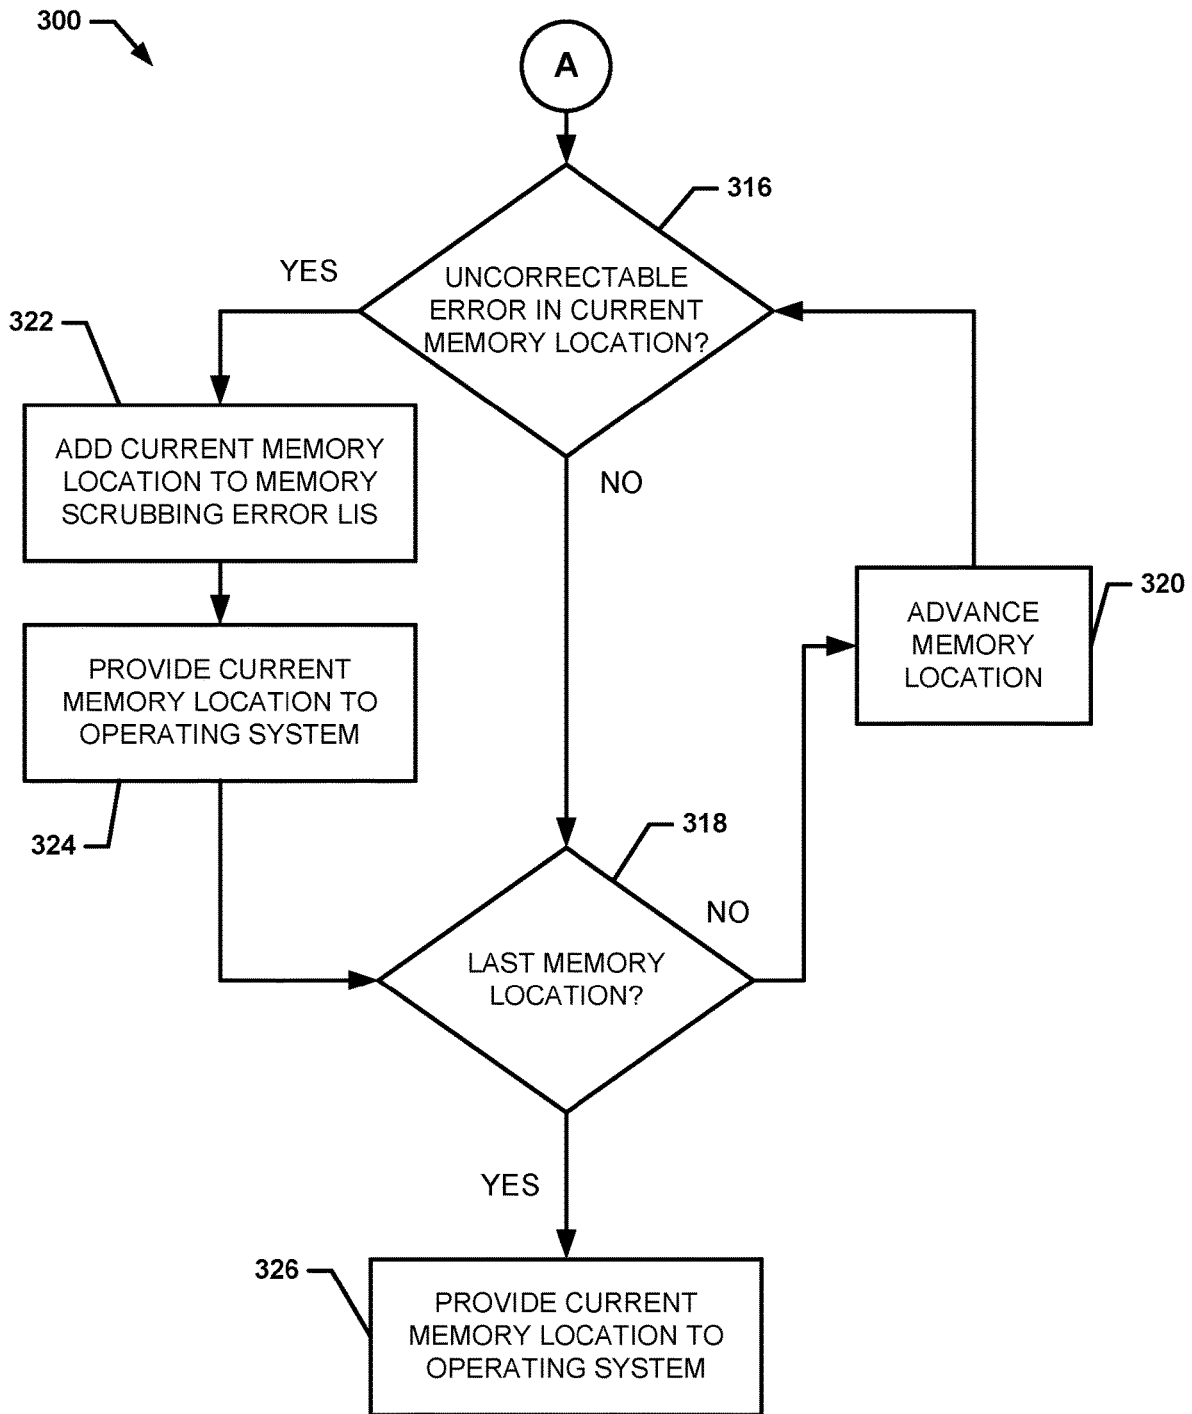 300
A
316
UNCORRECTABLE
ERROR IN CURRENT
MEMORY LOCATION?
YES
NO
322
ADD CURRENT MEMORY
LOCATION TO MEMORY
SCRUBBING ERROR LIS
320
ADVANCE
MEMORY
LOCATION
PROVIDE CURRENT
MEMORY LOCATION TO
OPERATING SYSTEM
324
318
NO
LAST MEMORY
LOCATION?
YES
326
PROVIDE CURRENT
MEMORY LOCATION TO
OPERATING SYSTEM